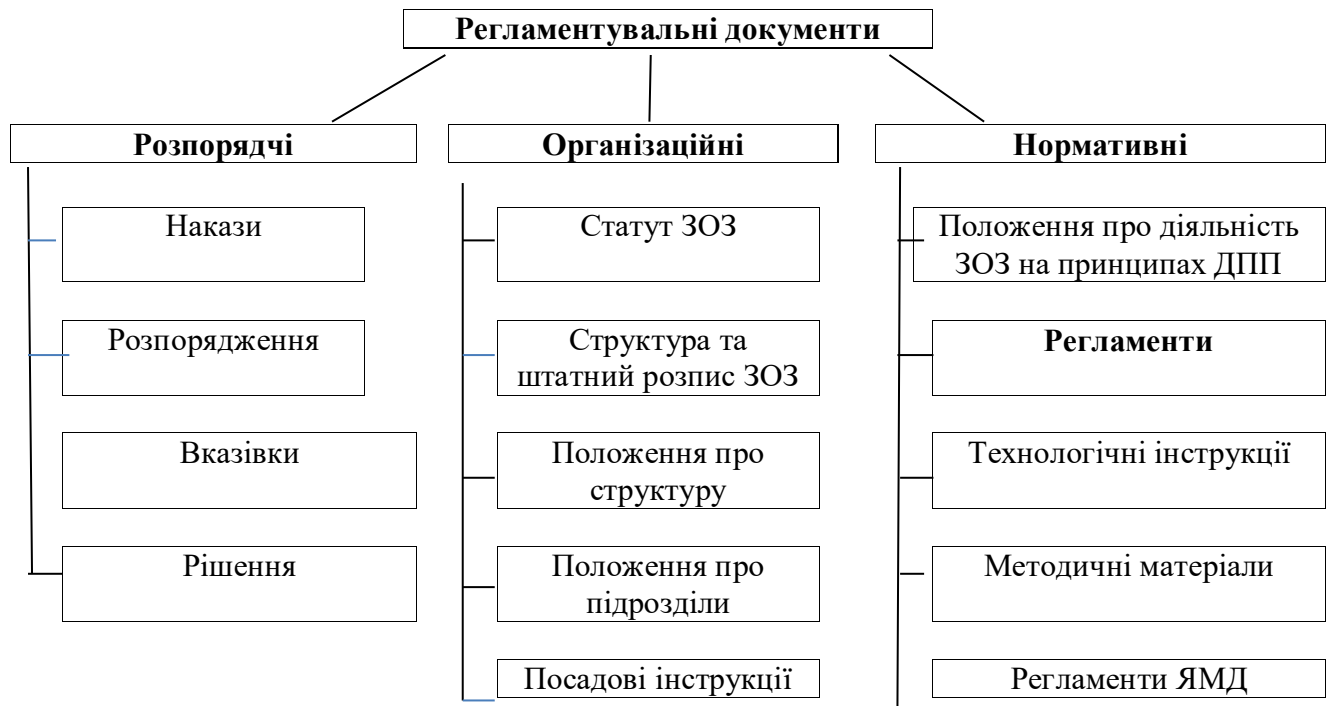 Регламентувальні документи
Розпорядчі
Організаційні
Нормативні
Накази
Статут ЗОЗ
Положення про діяльність
ЗОЗ на принципах ДПП
Розпорядження
Структура та
штатний розпис ЗОЗ
Регламенти
Вказівки
Положення про
структуру
Технологічні інструкції
Рішення
Положення про
підрозділи
Методичні матеріали
Посадові інструкції
Регламенти ЯМД